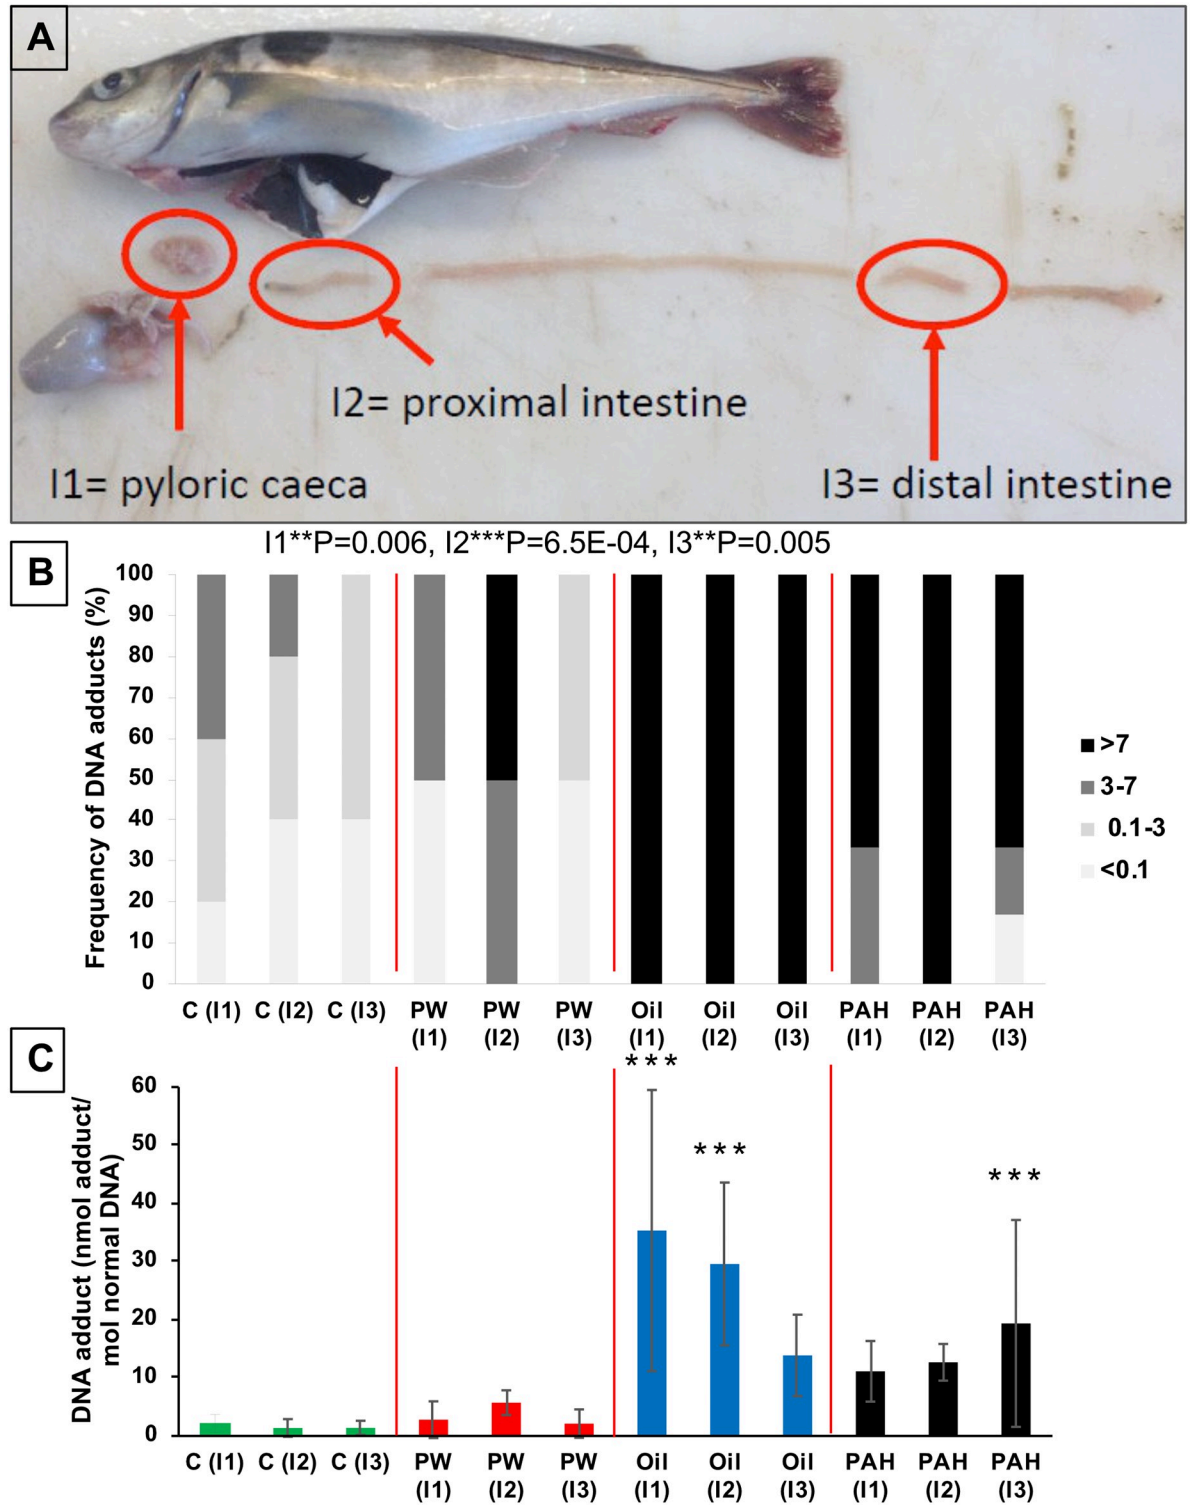 A
I2= proximal intestine
I1= pyloric caeca
I3= distal intestine
I1**P=0.006, I2***P=6.5E-04, I3**P=0.005
B
Frequency of DNA adducts (%)
100
90
80
70
60
50
40
30
20
10
0
>7
3-7
0.1-3
<0.1
C (I1) C (I2) C (I3) PW (I1) PW (I2) PW (I3) Oil (I1) Oil (I2) Oil (I3) PAH (I1) PAH (I2) PAH (I3)
C
DNA adduct (nmol adduct/
mol normal DNA)
60
50
40
30
20
10
0
***
***
***
C (I1) C (I2) C (I3) PW (I1) PW (I2) PW (I3) Oil (I1) Oil (I2) Oil (I3) PAH (I1) PAH (I2) PAH (I3)